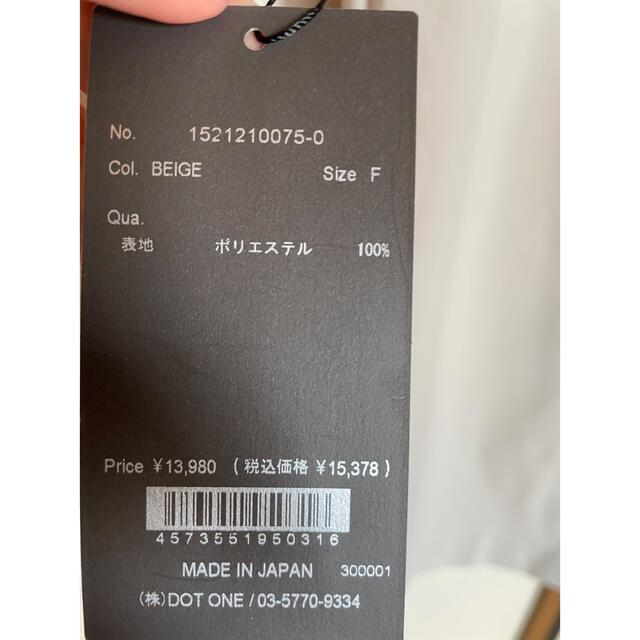 No. 1521210075-0
Col. BEIGE Size F
Qua.
表地 ポリエステル 100%
Price ¥13,980 (税込価格 ¥15,378)
4573551950316
MADE IN JAPAN 300001
(株)DOT ONE / 03-5770-9334